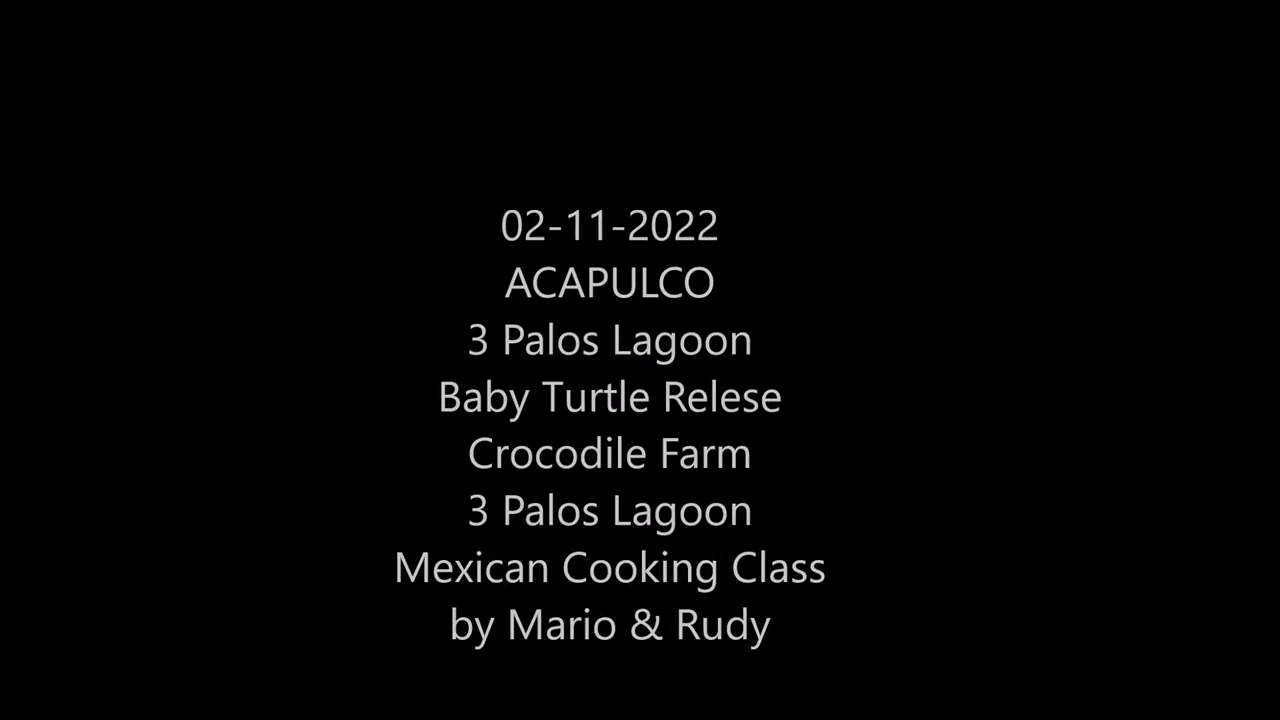 02-11-2022
ACAPULCO
3 Palos Lagoon
Baby Turtle Relese
Crocodile Farm
3 Palos Lagoon
Mexican Cooking Class
by Mario & Rudy